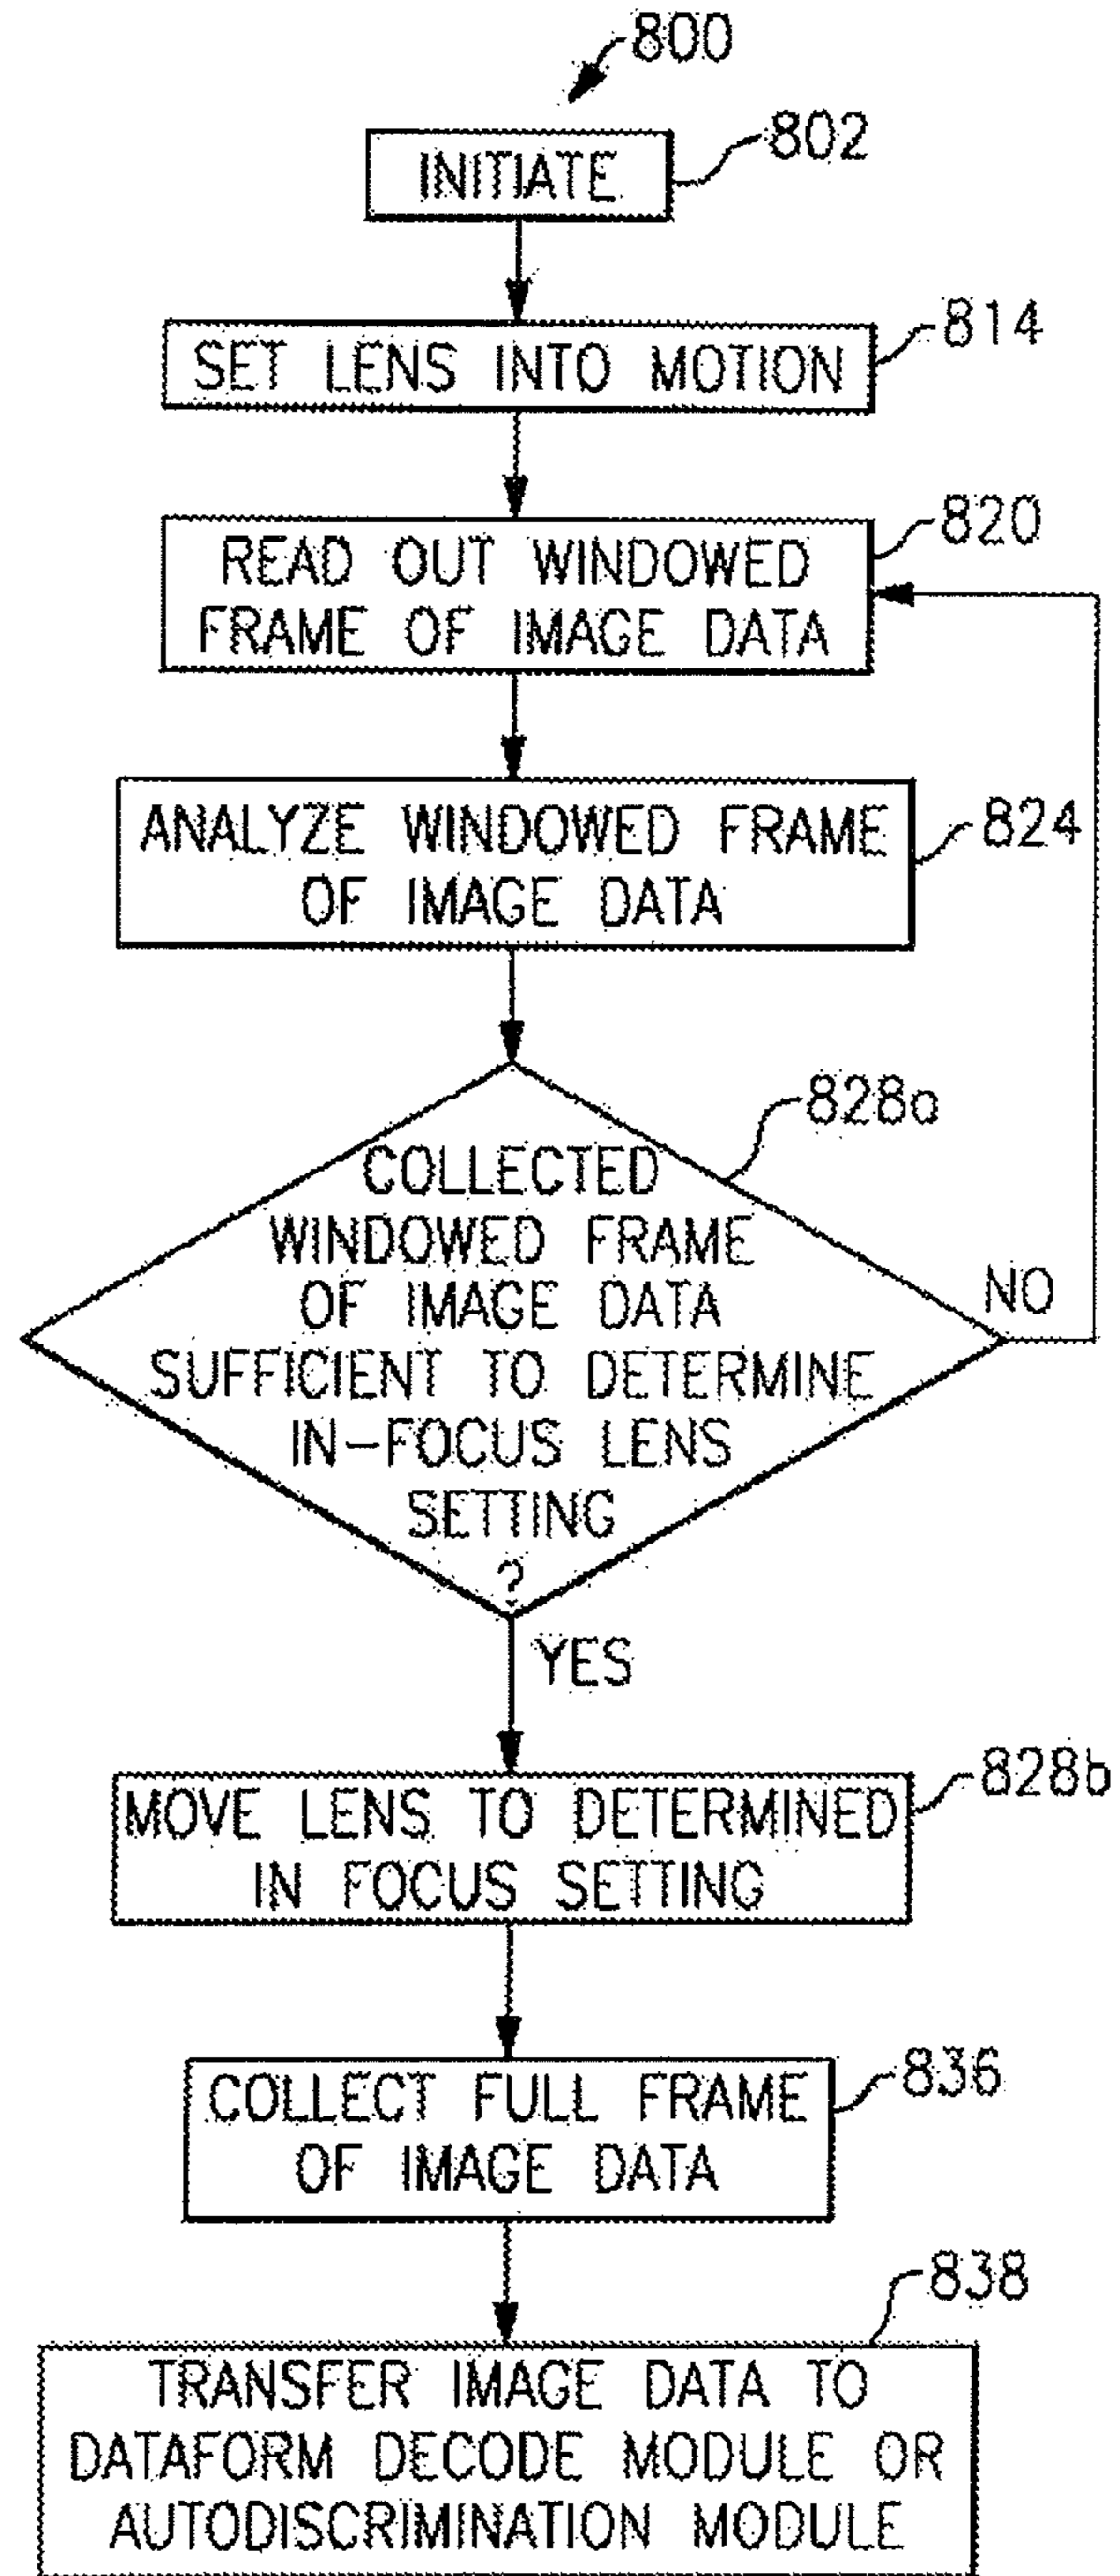 800
INITIATE
802
SET LENS INTO MOTION
814
READ OUT WINDOWED
FRAME OF IMAGE DATA
820
ANALYZE WINDOWED FRAME
OF IMAGE DATA
824
828a
COLLECTED
WINDOWED FRAME
OF IMAGE DATA
SUFFICIENT TO DETERMINE
IN-FOCUS LENS
SETTING
?
NO
YES
MOVE LENS TO DETERMINED
IN FOCUS SETTING
828b
COLLECT FULL FRAME
OF IMAGE DATA
836
838
TRANSFER IMAGE DATA TO
DATAFORM DECODE MODULE OR
AUTODISCRIMINATION MODULE